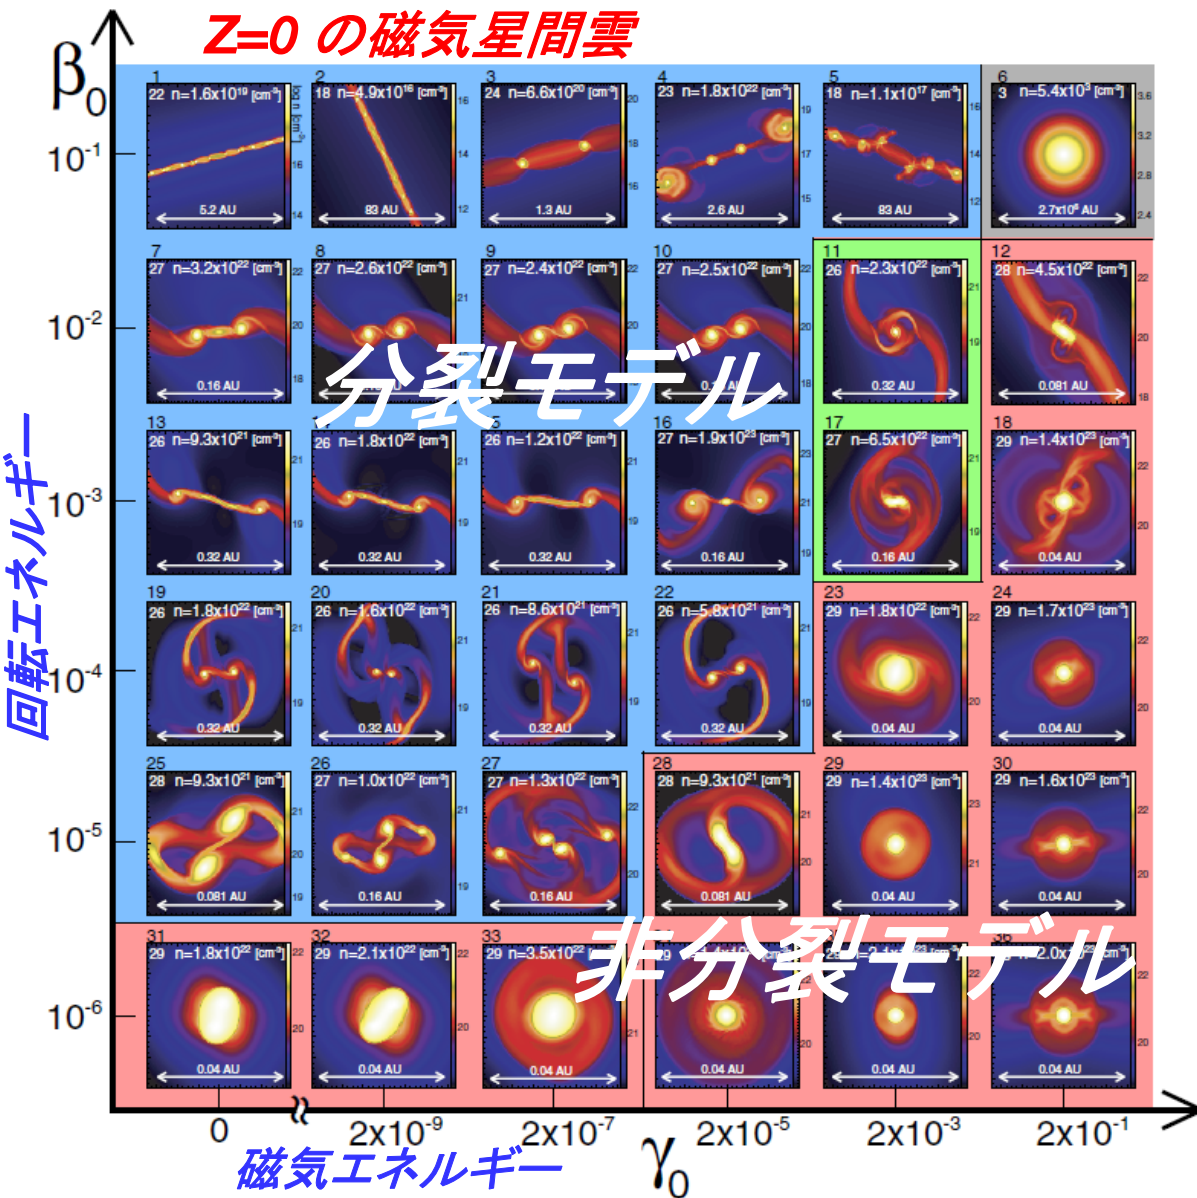 Z=0 の磁気星間雲
β0
10-1
10-2
10-3
10-4
10-5
10-6
回転エネルギー
1
22 n=1.6x10^19 [cm-3]
5.2 AU
2
18 n=4.9x10^16 [cm-3]
83 AU
3
24 n=6.6x10^20 [cm-3]
1.3 AU
4
23 n=1.8x10^22 [cm-3]
2.6 AU
5
18 n=1.1x10^17 [cm-3]
83 AU
6
3 n=5.4x10^3 [cm-3]
7
27 n=3.2x10^22 [cm-3]
0.16 AU
8
27 n=2.6x10^22 [cm-3]
9
27 n=2.4x10^22 [cm-3]
10
27 n=2.5x10^22 [cm-3]
11
26 n=2.3x10^22 [cm-3]
0.32 AU
12
28 n=4.5x10^22 [cm-3]
0.081 AU
分裂モデル
13
26 n=9.3x10^21 [cm-3]
0.32 AU
26 n=1.8x10^22 [cm-3]
0.32 AU
26 n=1.2x10^22 [cm-3]
0.32 AU
16
27 n=1.9x10^23 [cm-3]
0.16 AU
17
27 n=6.5x10^22 [cm-3]
0.16 AU
18
29 n=1.4x10^23 [cm-3]
0.04 AU
19
26 n=1.8x10^22 [cm-3]
0.32 AU
20
26 n=1.6x10^22 [cm-3]
0.32 AU
21
26 n=8.6x10^21 [cm-3]
0.32 AU
22
26 n=5.8x10^21 [cm-3]
0.32 AU
23
29 n=1.8x10^22 [cm-3]
0.04 AU
24
29 n=1.7x10^23 [cm-3]
0.04 AU
25
28 n=9.3x10^21 [cm-3]
0.081 AU
26
27 n=1.0x10^22 [cm-3]
0.16 AU
27
27 n=1.3x10^22 [cm-3]
0.16 AU
28
28 n=9.3x10^21 [cm-3]
0.081 AU
29
29 n=1.4x10^23 [cm-3]
0.04 AU
30
29 n=1.6x10^23 [cm-3]
0.04 AU
非分裂モデル
31
29 n=1.8x10^22 [cm-3]
0.04 AU
32
29 n=2.1x10^22 [cm-3]
0.04 AU
33
29 n=3.5x10^22
0.04 AU
0.04 AU
0.04 AU
0.04 AU
0
2x10-9
2x10-7
2x10-5
2x10-3
2x10-1
磁気エネルギー
γ0